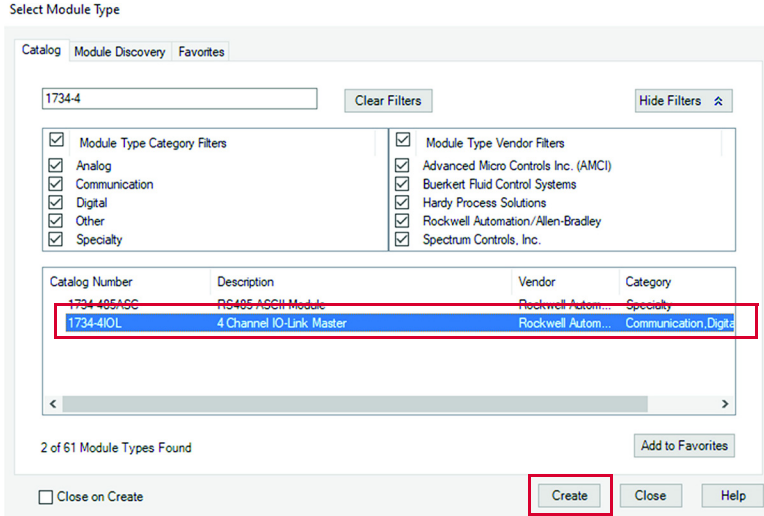 Select Module Type
Catalog Module Discovery Favorites
1734-4 Clear Filters Hide Filters
Module Type Category Filters Module Type Vendor Filters
Analog Advanced Micro Controls Inc. (AMCI)
Communication Buerkert Fluid Control Systems
Digital Hardy Process Solutions
Other Rockwell Automation/Allen-Bradley
Specialty Spectrum Controls, Inc.
Catalog Number Description Vendor Category
1734-485ASC RS485 ASCII Module Rockwell Autom... Specialty
1734-4IOL 4 Channel IO-Link Master Rockwell Autom... Communication,Digita
2 of 61 Module Types Found Add to Favorites
Close on Create Create Close Help